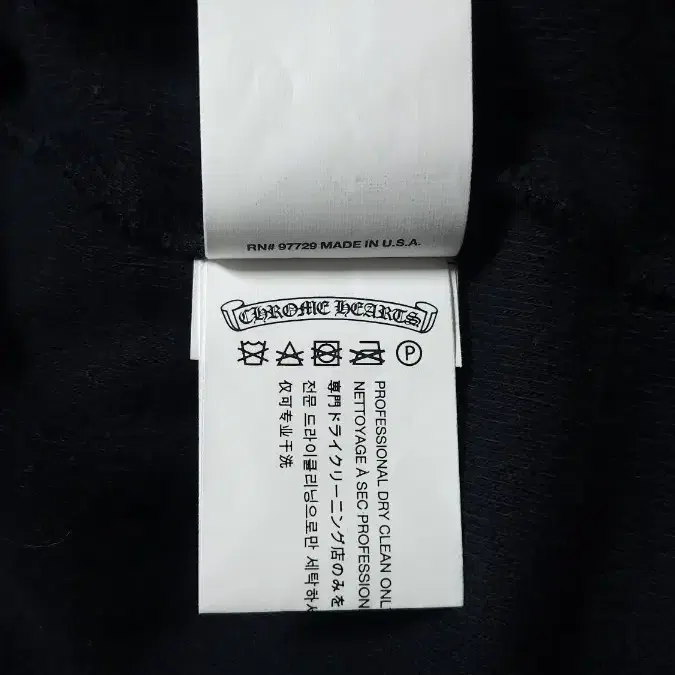 RN# 97729 MADE IN U.S.A.
CHROME HEARTS
P
PROFESSIONAL DRY CLEAN ONL
NETTOYAGE À SEC PROFESSION
専門ドライクリーニング店のみを
전문 드라이클리닝으로만 세탁하
仅可专业干洗